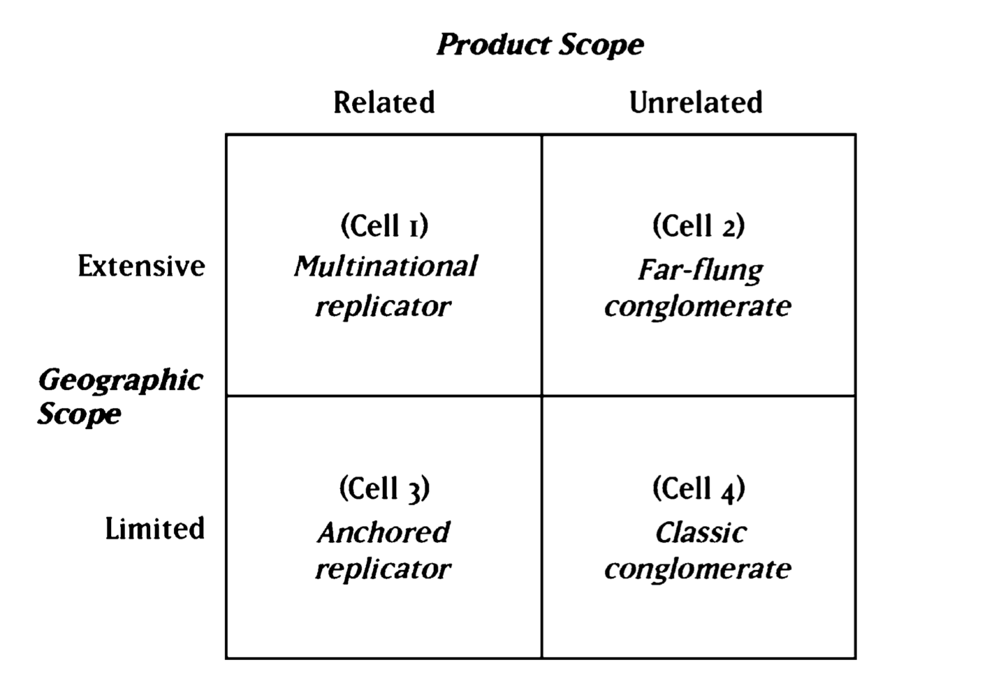 Product Scope
Related Unrelated
(Cell 1) (Cell 2)
Extensive Multinational Far-flung
replicator conglomerate
Geographic
Scope
(Cell 3) (Cell 4)
Limited Anchored Classic
replicator conglomerate